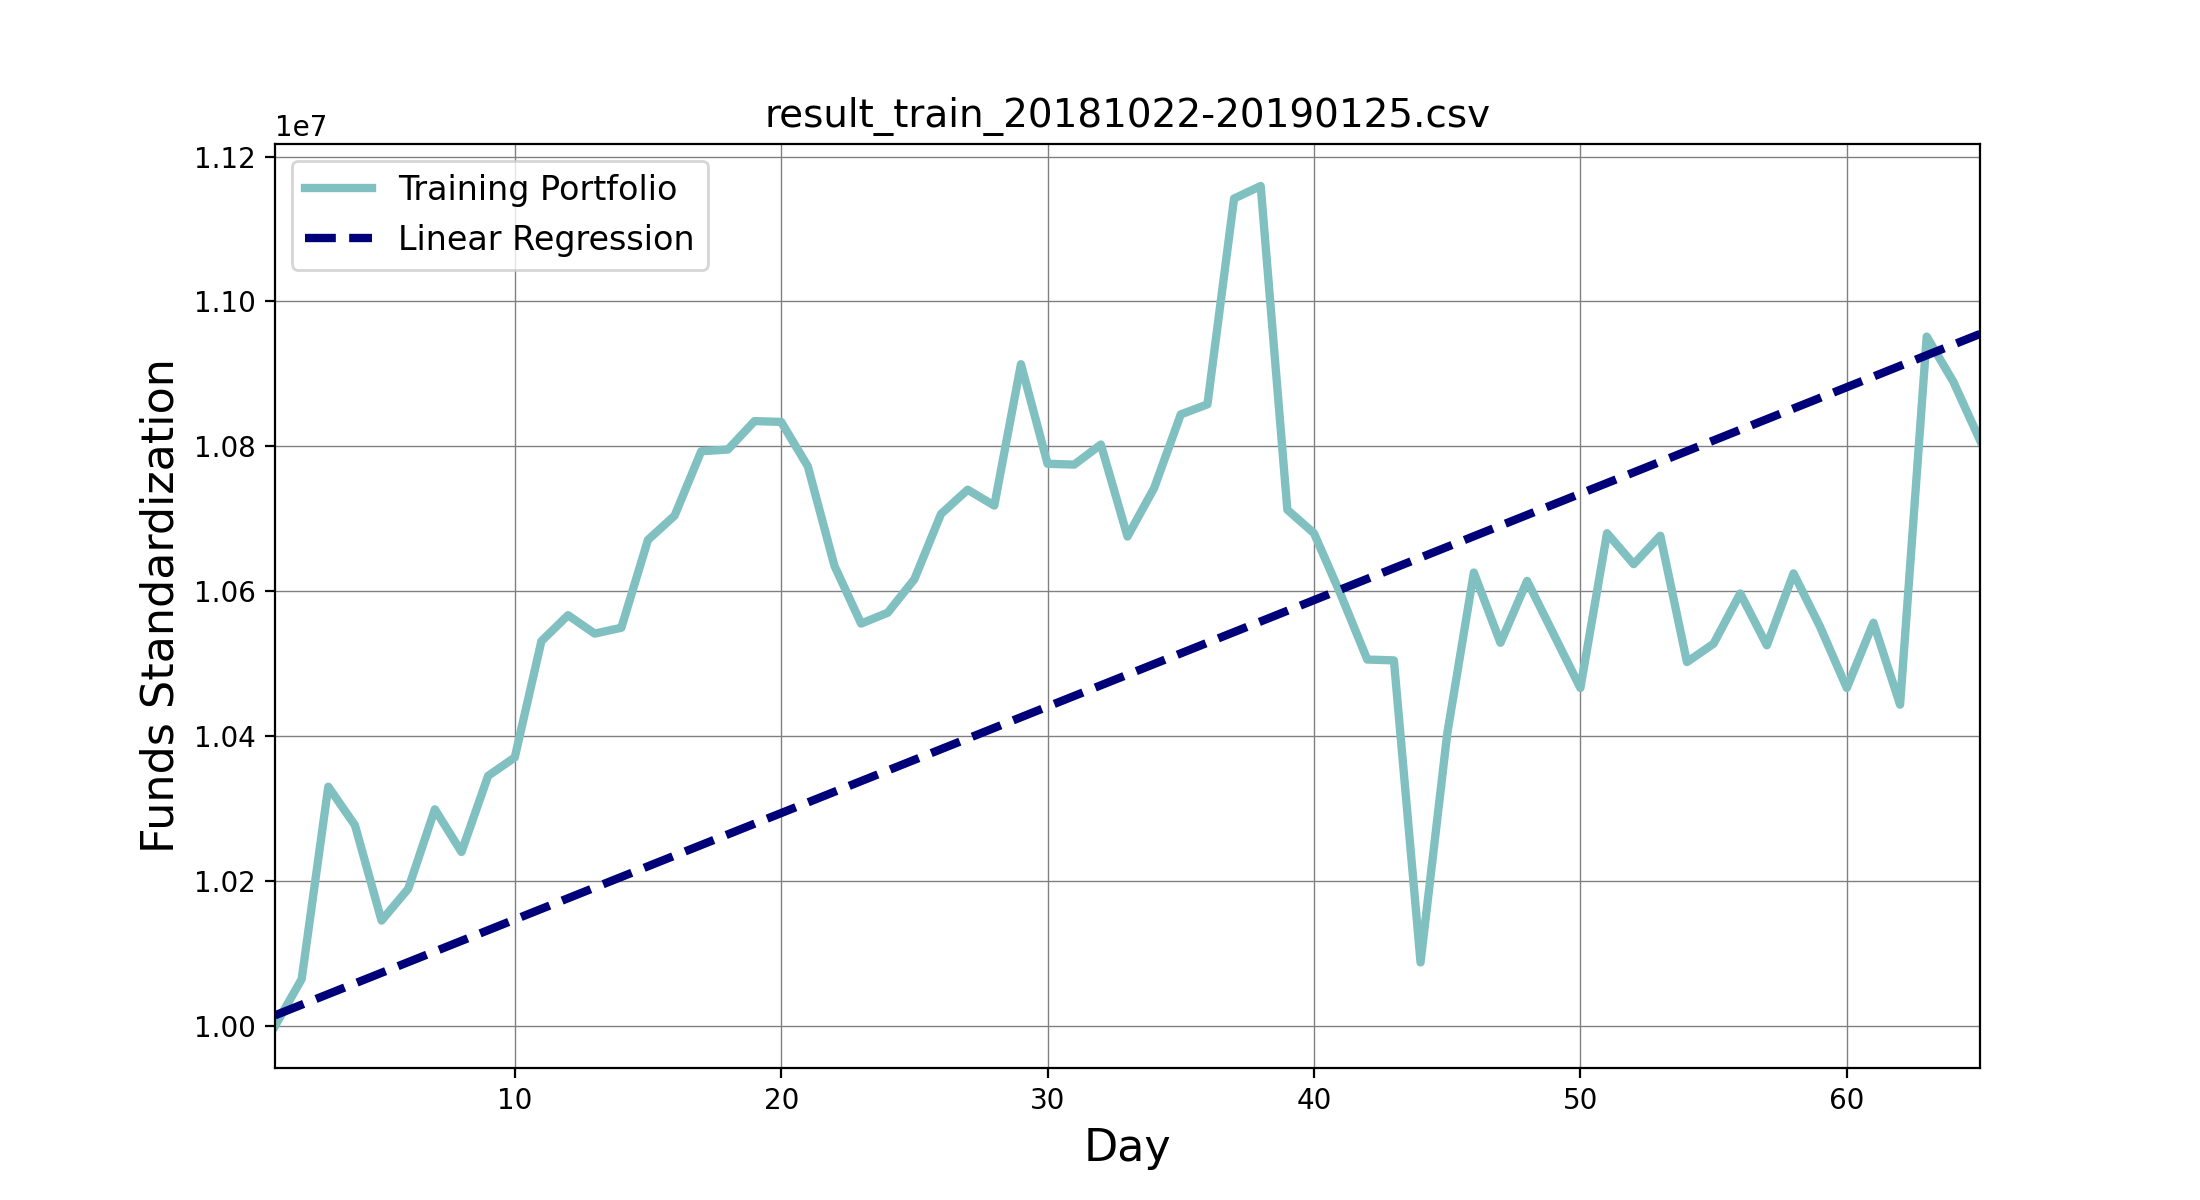 result_train_20181022-20190125.csv
1e7
1.12
1.10
1.08
1.06
1.04
1.02
1.00
Funds Standardization
Training Portfolio
Linear Regression
10 20 30 40 50 60
Day